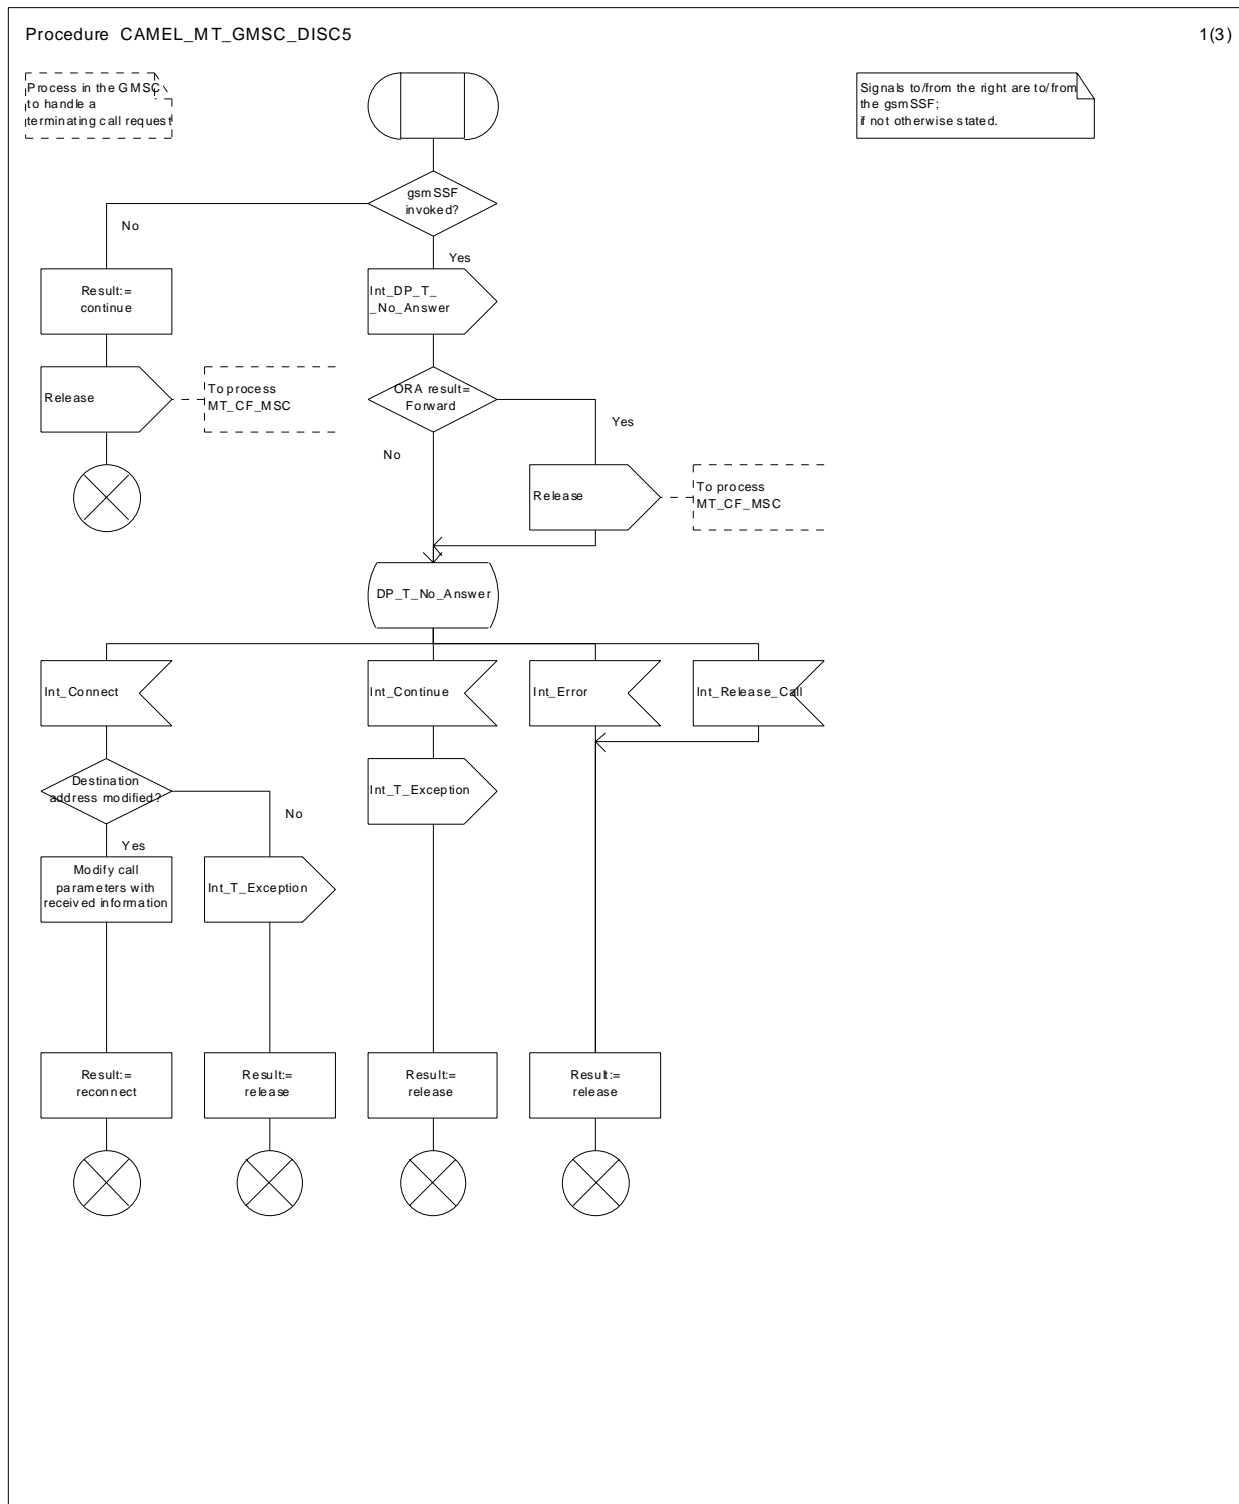 Procedure CAMEL_MT_GMSC_DISC5
1(3)
Process in the GMSC
to handle a
terminating call request
Signals to/from the right are to/from
the gsmSSF;
if not otherwise stated.
gsmSSF
invoked?
No
Yes
Result:=
continue
Int_DP_T_
_No_Answer
Release
To process
MT_CF_MSC
ORA result=
Forward
Yes
No
Release
To process
MT_CF_MSC
DP_T_No_Answer
Int_Connect
Int_Continue
Int_Error
Int_Release_Call
Destination
address modified?
No
Yes
Int_T_Exception
Modify call
parameters with
received information
Int_T_Exception
Result:=
reconnect
Result:=
release
Result:=
release
Result:=
release